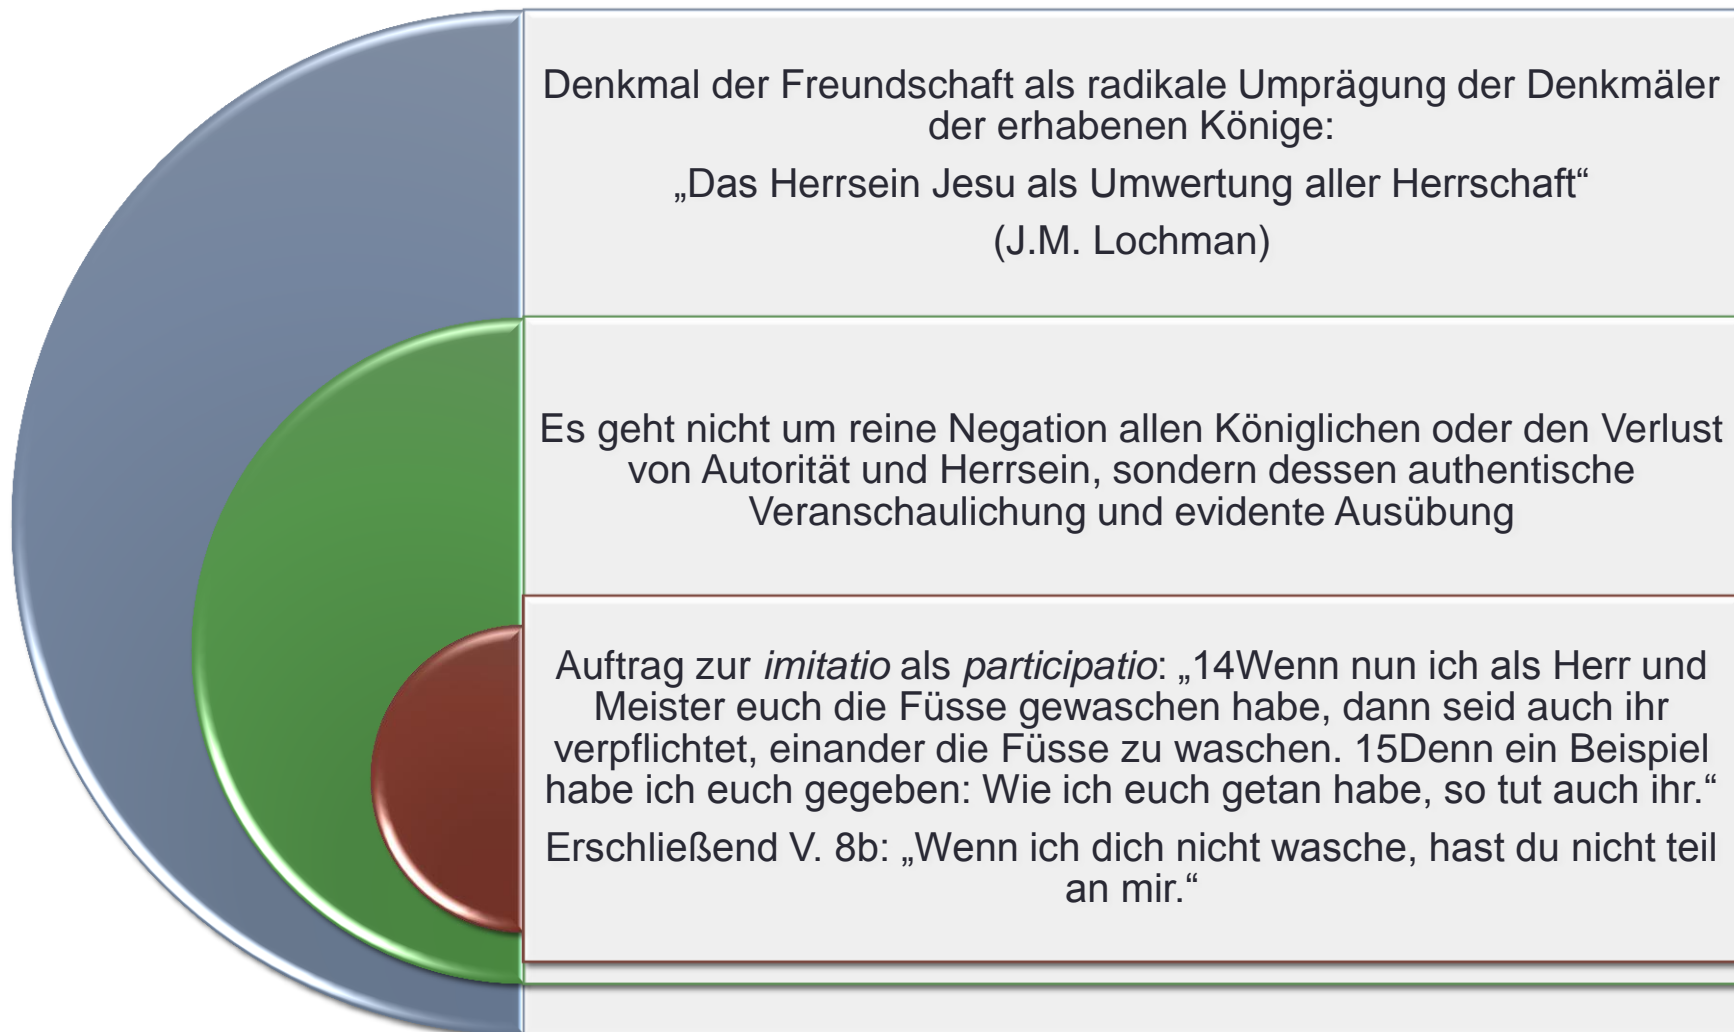 Denkmal der Freundschaft als radikale Umprägung der Denkmäler
der erhabenen Könige:
„Das Herrsein Jesu als Umwertung aller Herrschaft“
(J.M. Lochman)
Es geht nicht um reine Negation allen Königlichen oder den Verlust
von Autorität und Herrsein, sondern dessen authentische
Veranschaulichung und evidente Ausübung
Auftrag zur imitatio als participatio: „14Wenn nun ich als Herr und
Meister euch die Füsse gewaschen habe, dann seid auch ihr
verpflichtet, einander die Füsse zu waschen. 15Denn ein Beispiel
habe ich euch gegeben: Wie ich euch getan habe, so tut auch ihr.“
Erschließend V. 8b: „Wenn ich dich nicht wasche, hast du nicht teil
an mir.“